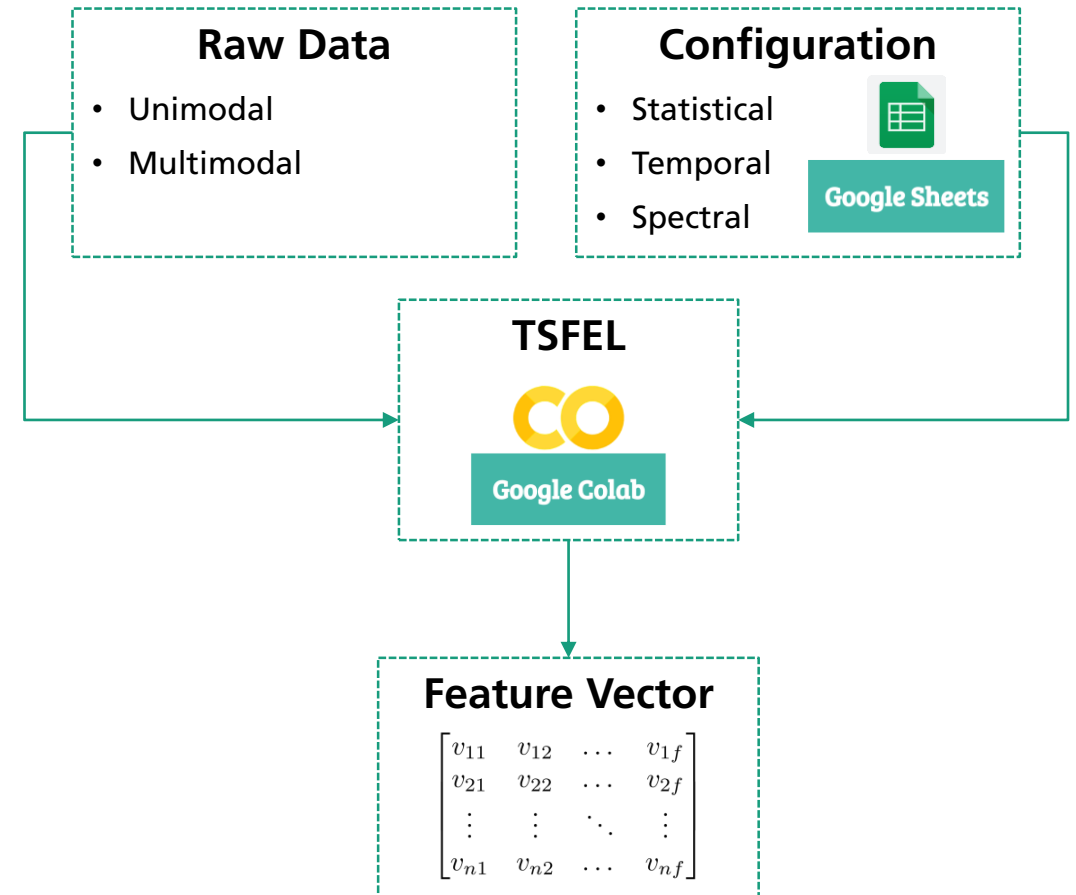 Raw Data
• Unimodal
• Multimodal
Configuration
• Statistical
• Temporal
• Spectral
Google Sheets
TSFEL
CO
Google Colab
Feature Vector
v11 v12 … v1f
v21 v22 … v2f
⋮ ⋮ ⋱ ⋮
vn1 vn2 … vnf